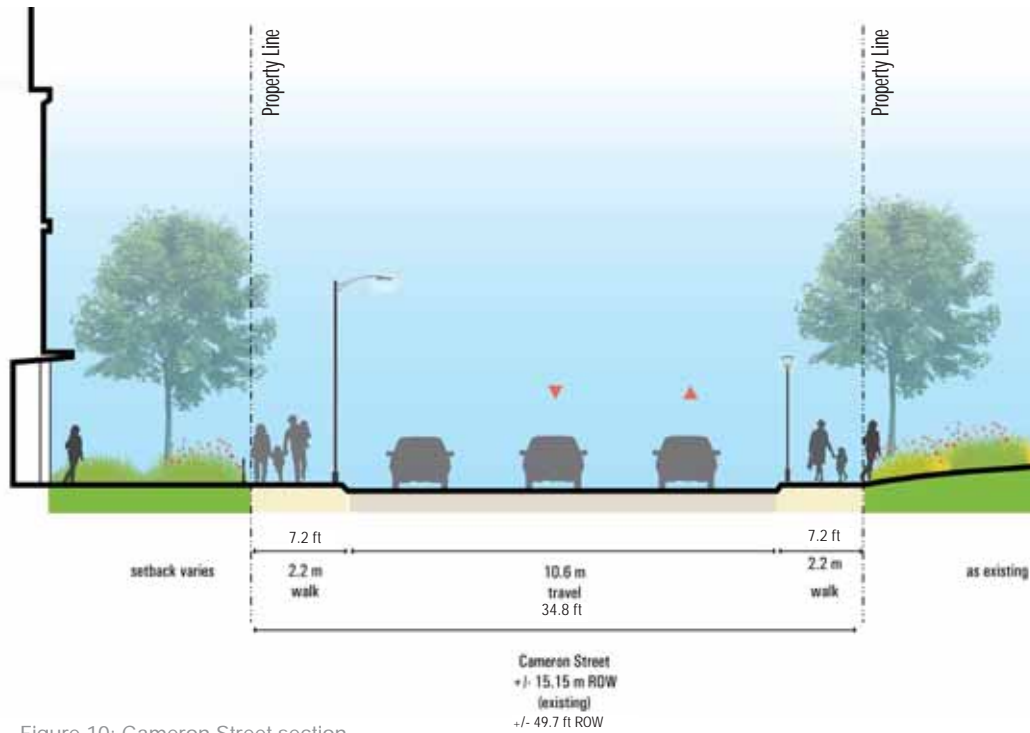 Property Line
Property Line
7.2 ft
7.2 ft
setback varies
2.2 m
walk
10.6 m
travel
34.8 ft
2.2 m
walk
as existing
Cameron Street
+/- 15.15 m ROW
(existing)
+/- 49.7 ft ROW
Figure 10: Cameron Street section